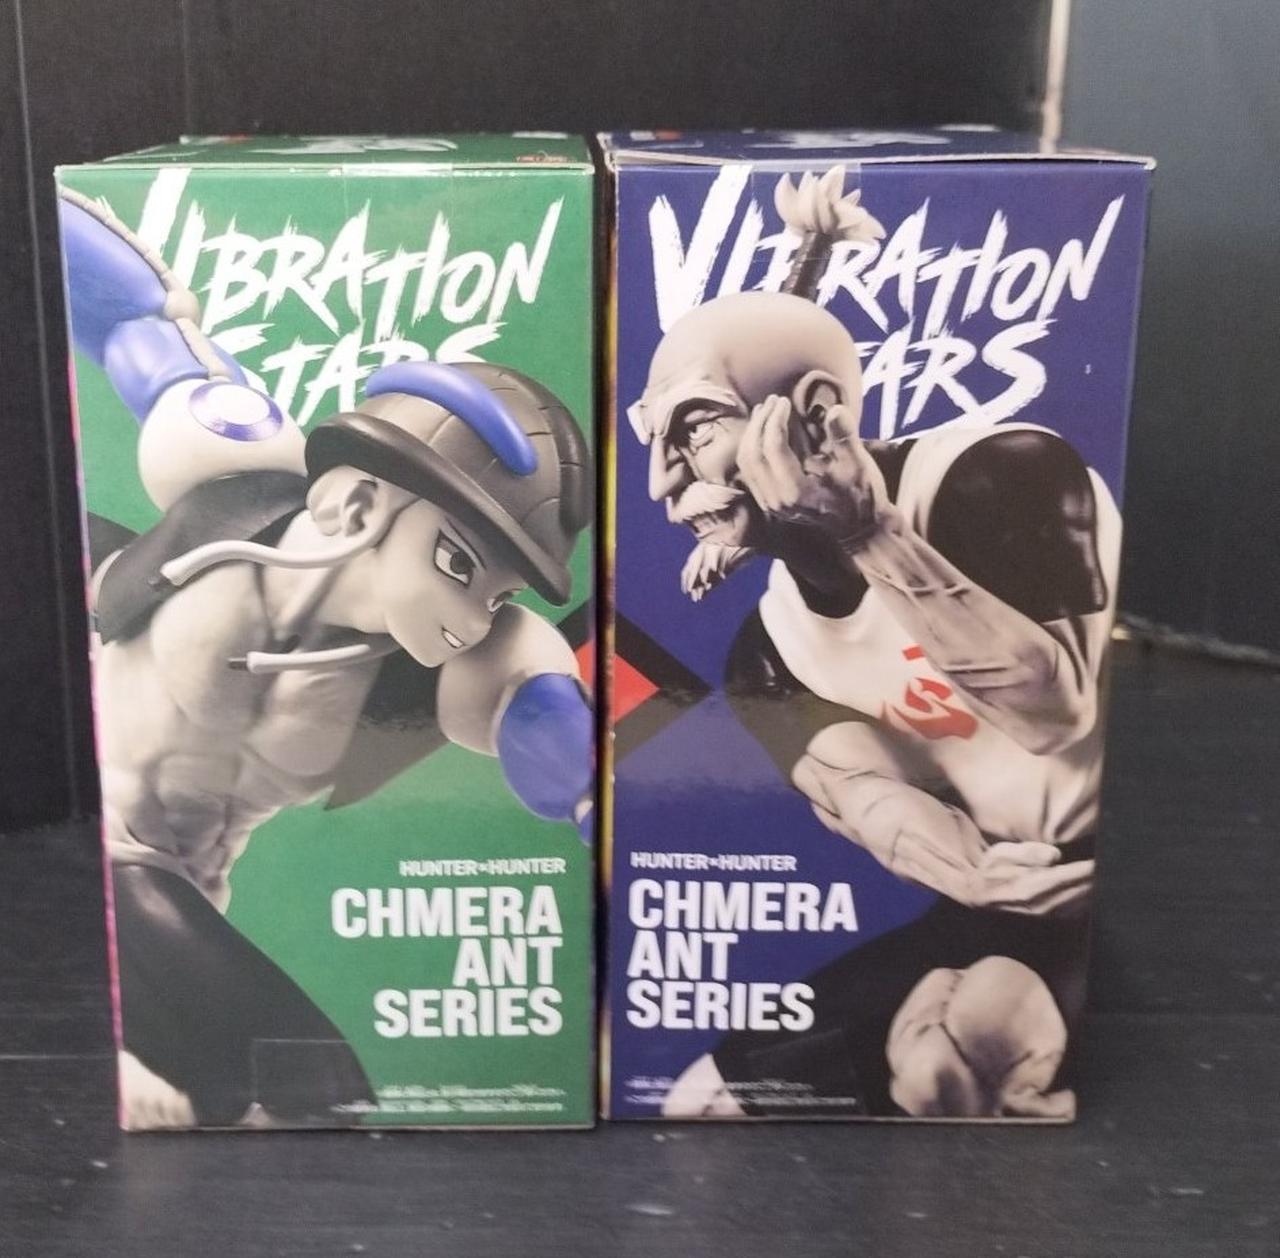 VIBRATION
STARS
HUNTER×HUNTER
CHMERA
ANT
SERIES
VIBRATION
STARS
HUNTER×HUNTER
CHMERA
ANT
SERIES